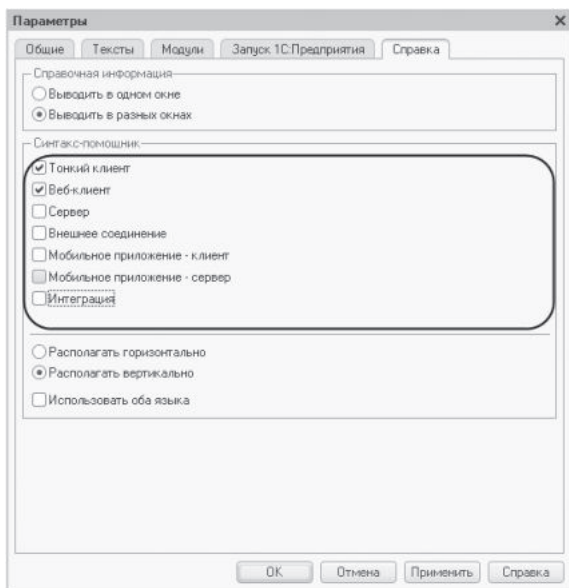 Параметры
Общие Тексты Модули Запуск 1С:Предприятия Справка
Справочная информация
Выводить в одном окне
Выводить в разных окнах
Синтакс-помощник
Тонкий клиент
Веб-клиент
Сервер
Внешнее соединение
Мобильное приложение - клиент
Мобильное приложение - сервер
Интеграция
Располагать горизонтально
Располагать вертикально
Использовать оба языка
OK Отмена Применить Справка